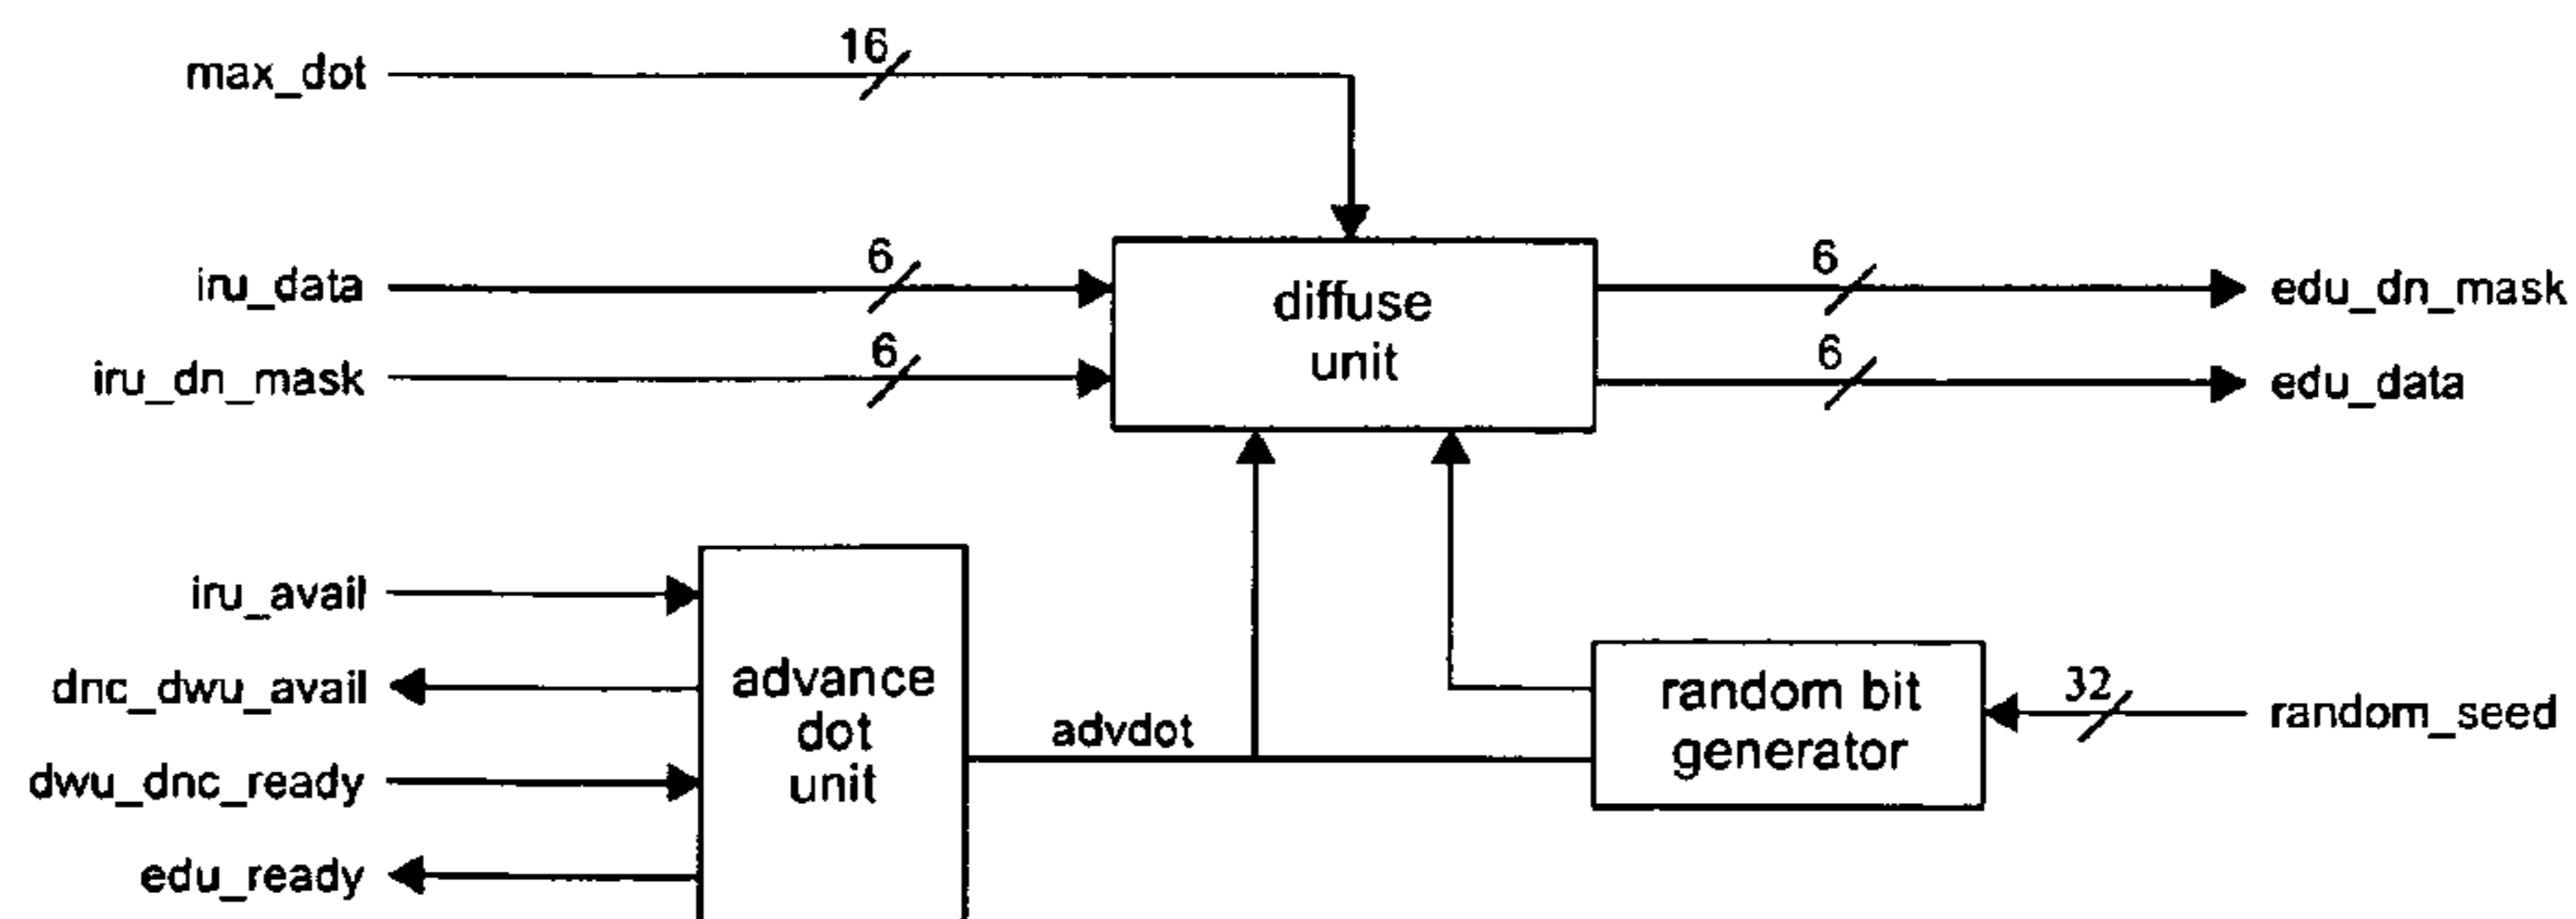 16
max_dot
6
6
iru_data
diffuse
edu_dn_mask
6
6
unit
iru_dn_mask
edu_data
iru_avail
advance
random bit
32
dnc_dwu_avail
random_seed
dot
advdot
generator
dwu_dnc_ready
unit
edu_ready